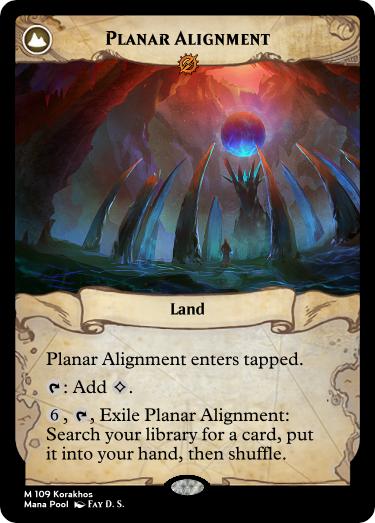 Planar Alignment
Land
Planar Alignment enters tapped.
: Add .
6, , Exile Planar Alignment:
Search your library for a card, put
it into your hand, then shuffle.
M 109 Korakhos
Mana Pool Fay D. S.